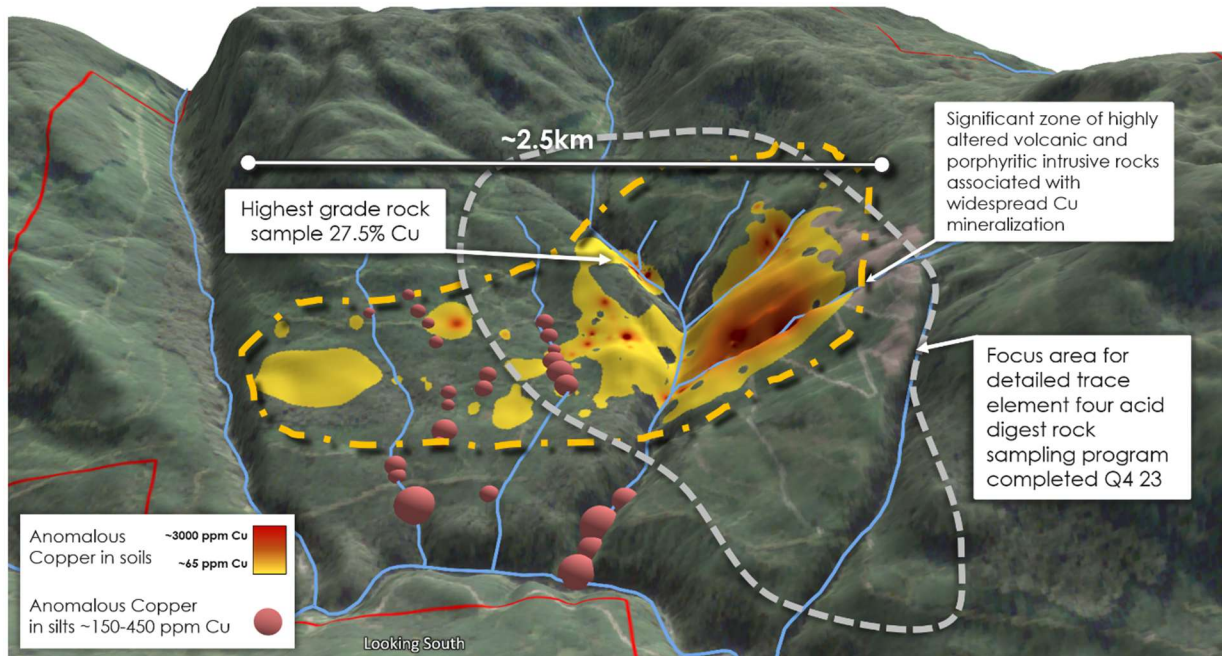 ~2.5km
Highest grade rock
sample 27.5% Cu
Significant zone of highly
altered volcanic and
porphyritic intrusive rocks
associated with
widespread Cu
mineralization
Focus area for
detailed trace
element four acid
digest rock
sampling program
completed Q4 23
Anomalous
Copper in soils
~3000 ppm Cu
~65 ppm Cu
Anomalous Copper
in silts ~150-450 ppm Cu
Looking South